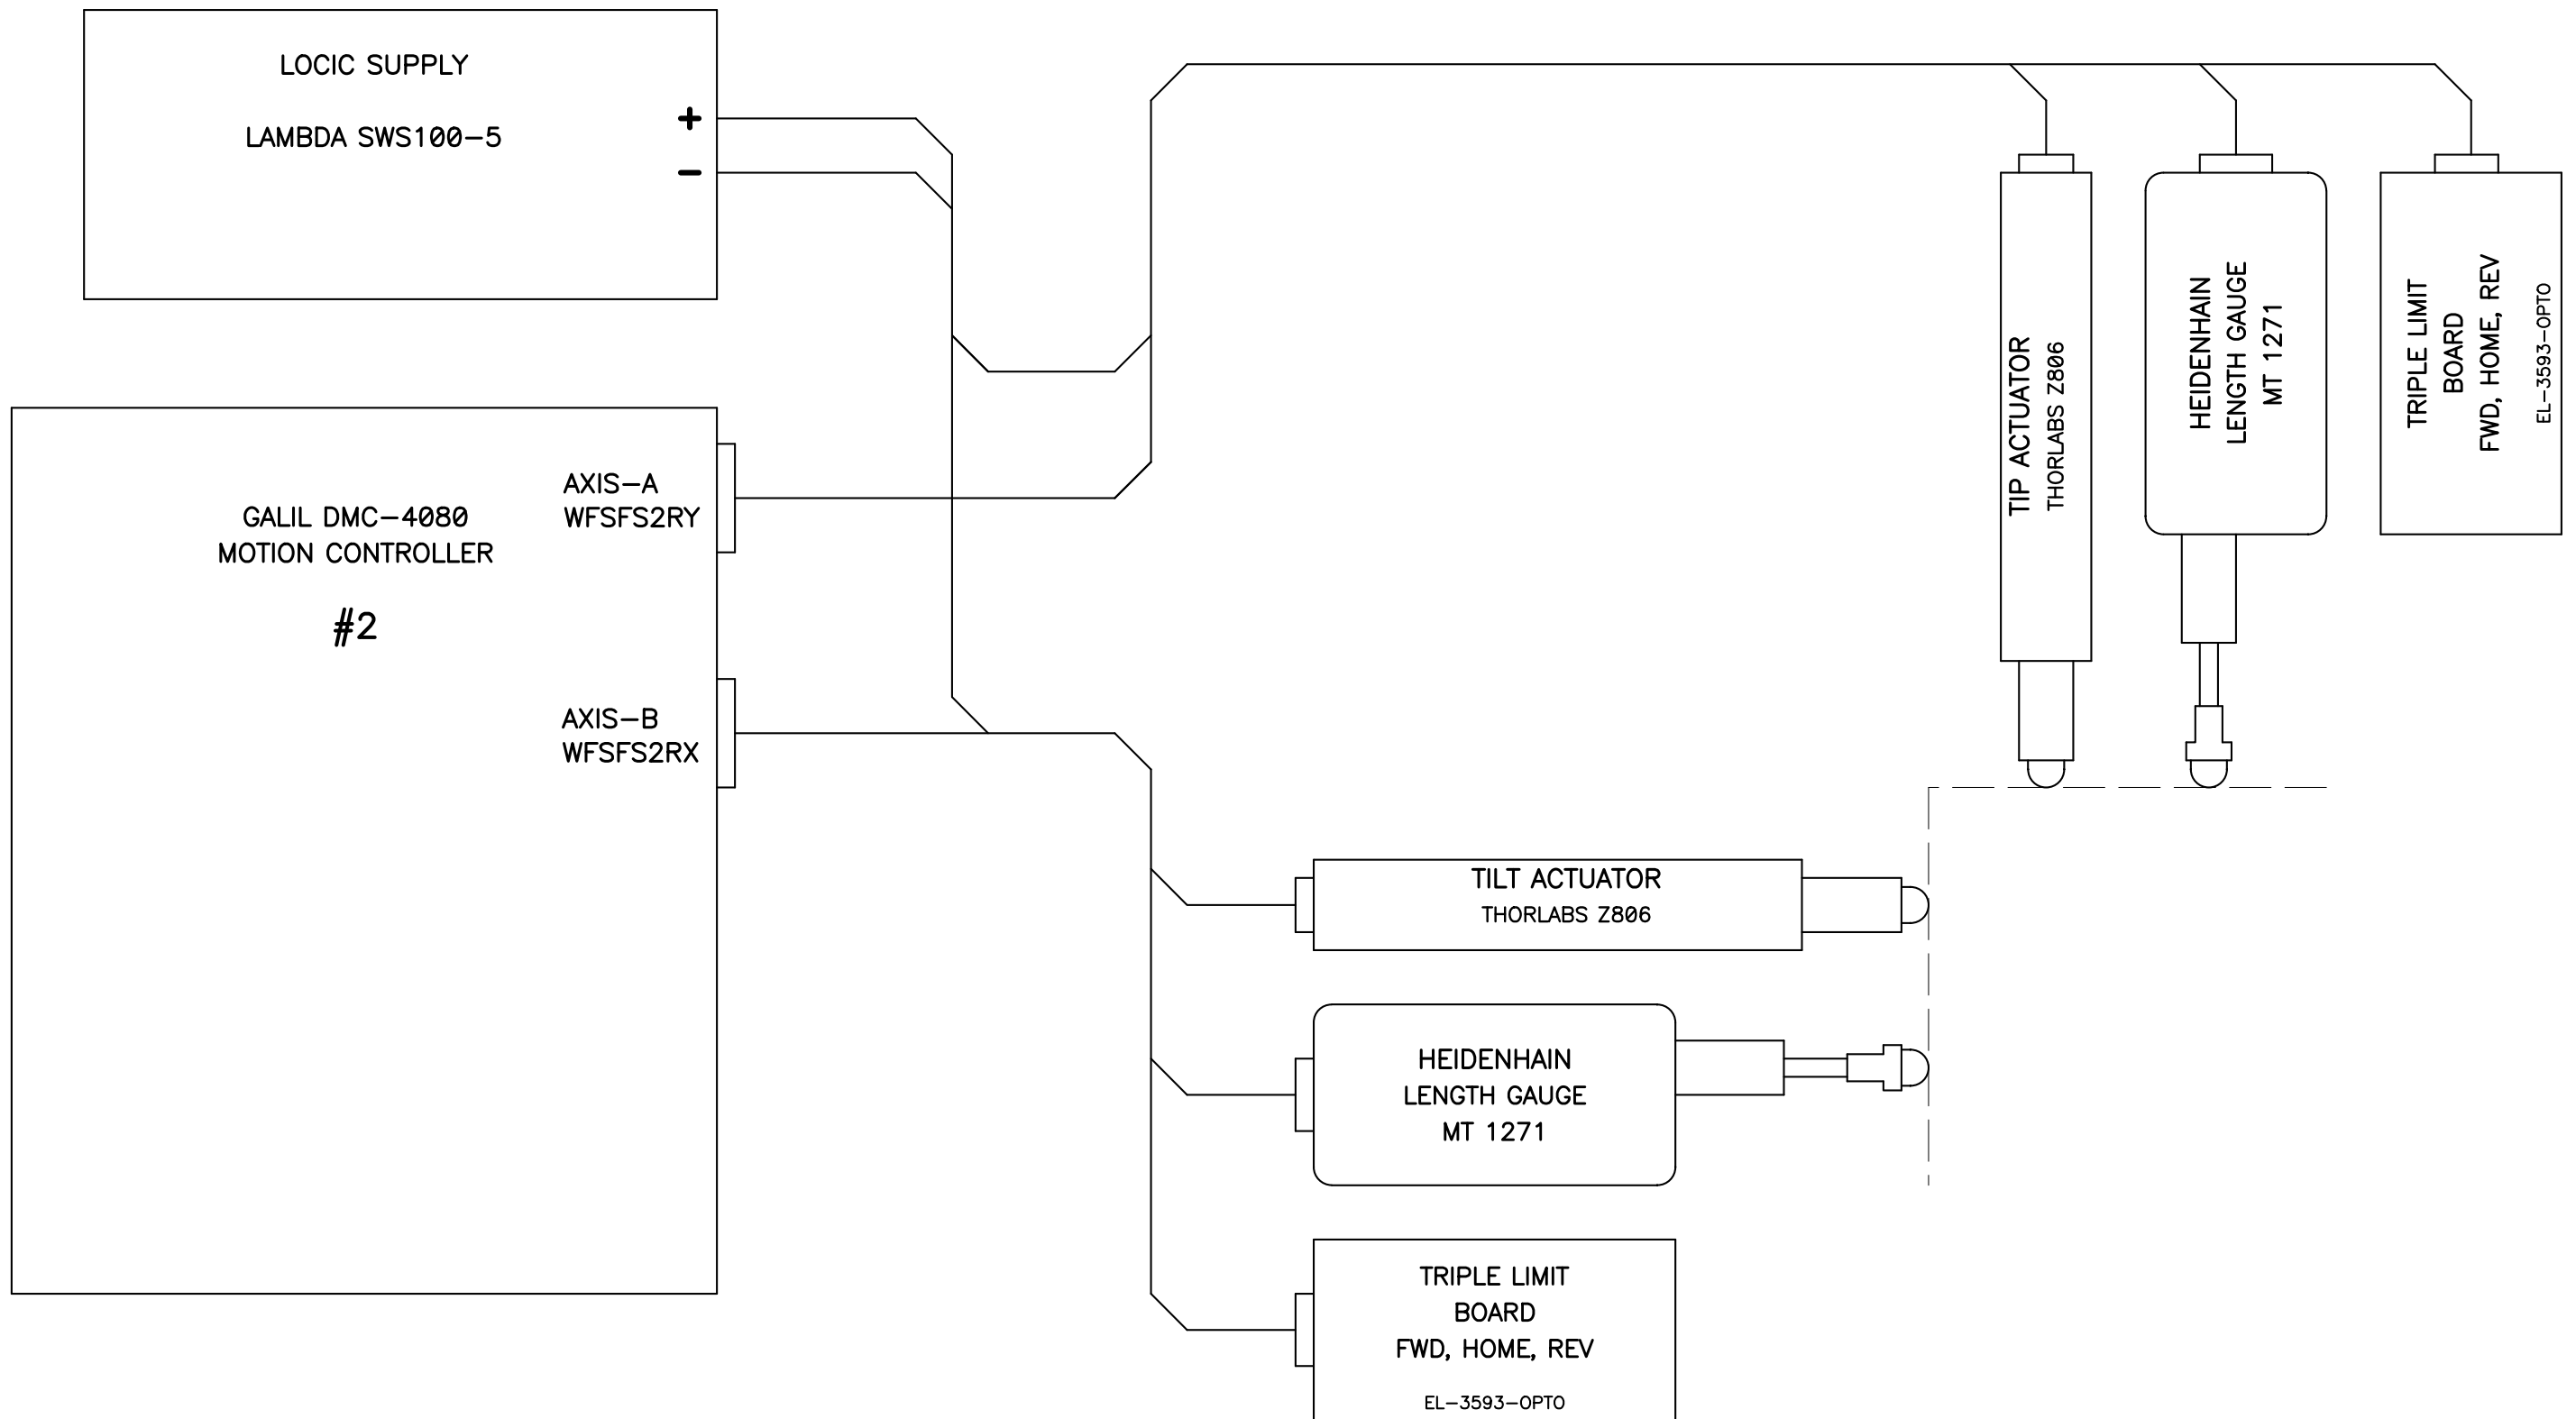 LOCIC SUPPLY
LAMBDA SWS100-5
+
-
GALIL DMC-4080
MOTION CONTROLLER
#2
AXIS-A
WFSFS2RY
AXIS-B
WFSFS2RX
TIP ACTUATOR
THORLABS Z806
HEIDENHAIN
LENGTH GAUGE
MT 1271
TRIPLE LIMIT
BOARD
FWD, HOME, REV
EL-3593-OPTO
TILT ACTUATOR
THORLABS Z806
HEIDENHAIN
LENGTH GAUGE
MT 1271
TRIPLE LIMIT
BOARD
FWD, HOME, REV
EL-3593-OPTO